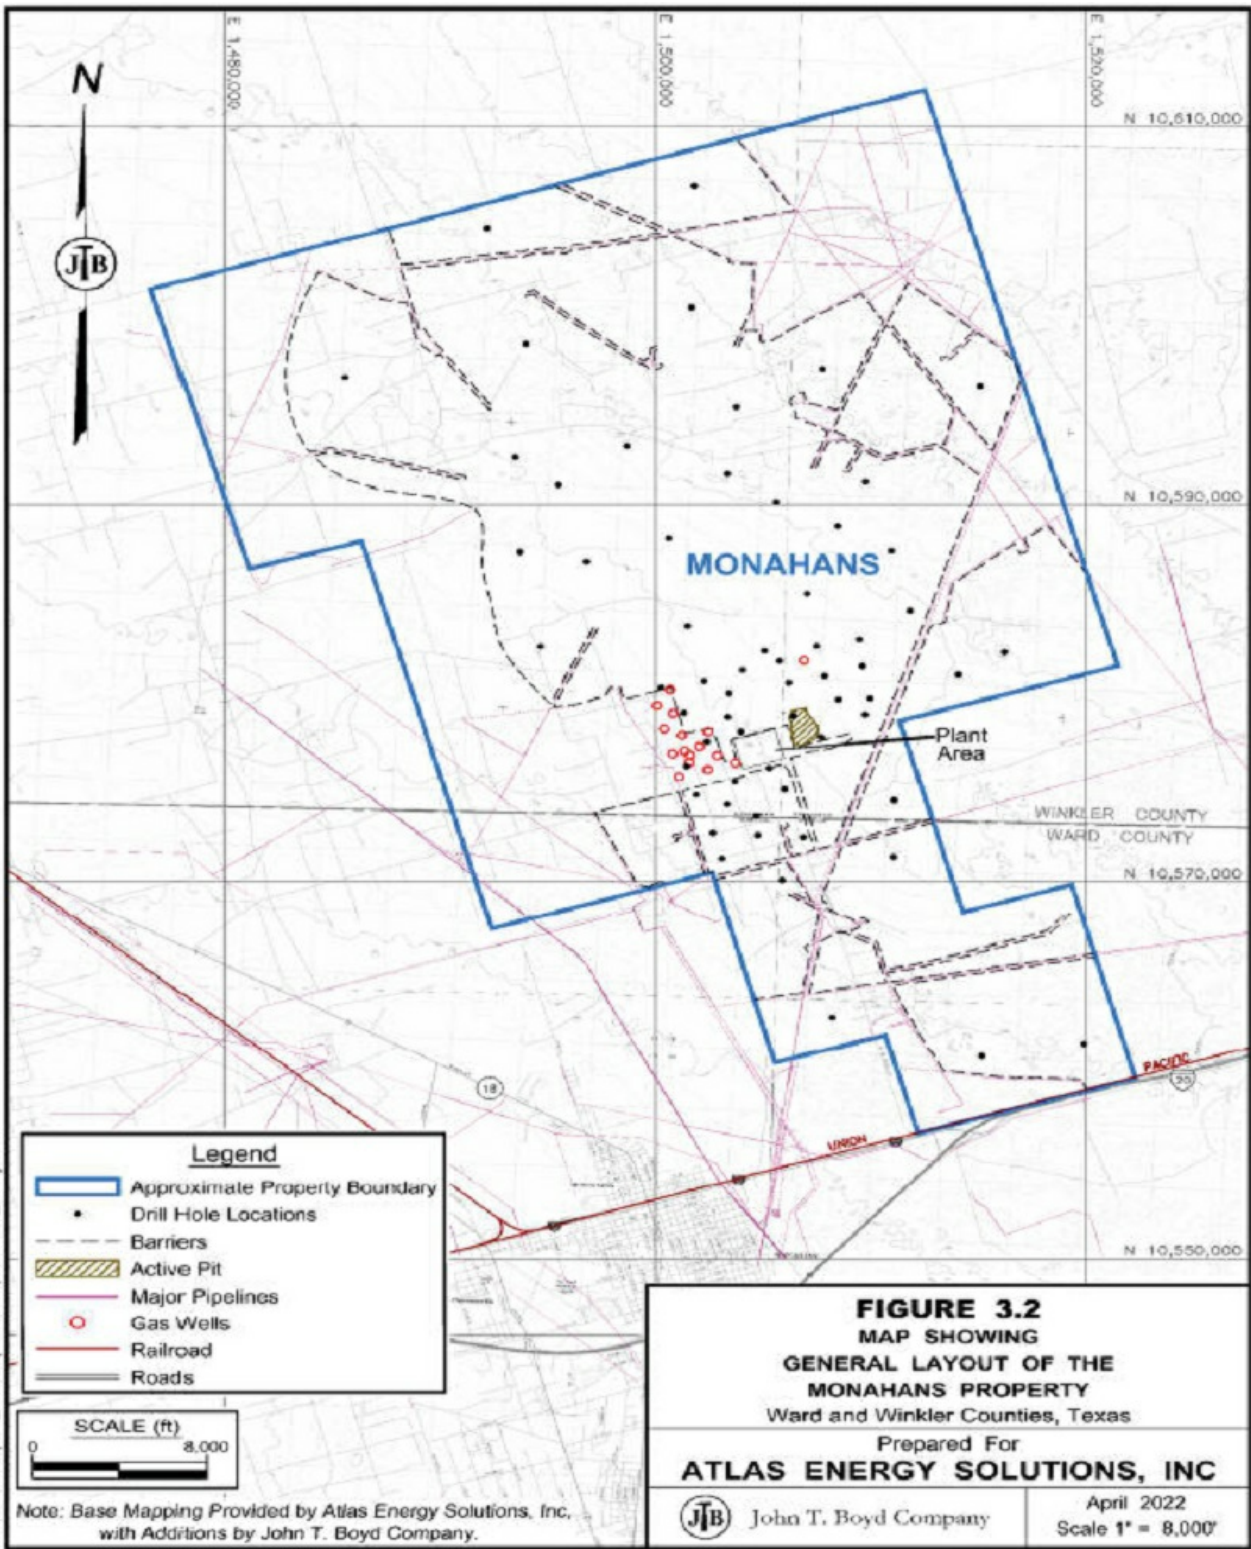 E 1,480,000
E 1,500,000
E 1,520,000
N
N 10,610,000
JTB
N 10,590,000
MONAHANS
Plant
Area
WINKLER COUNTY
WARD COUNTY
N 10,570,000
PACIFIC
20
18
UNION
N 10,550,000
Legend
Approximate Property Boundary
Drill Hole Locations
Barriers
Active Pit
Major Pipelines
Gas Wells
Railroad
Roads
SCALE (ft)
0 8,000
Note: Base Mapping Provided by Atlas Energy Solutions, Inc,
with Additions by John T. Boyd Company.
FIGURE 3.2
MAP SHOWING
GENERAL LAYOUT OF THE
MONAHANS PROPERTY
Ward and Winkler Counties, Texas
Prepared For
ATLAS ENERGY SOLUTIONS, INC
JTB John T. Boyd Company
April 2022
Scale 1" = 8,000'